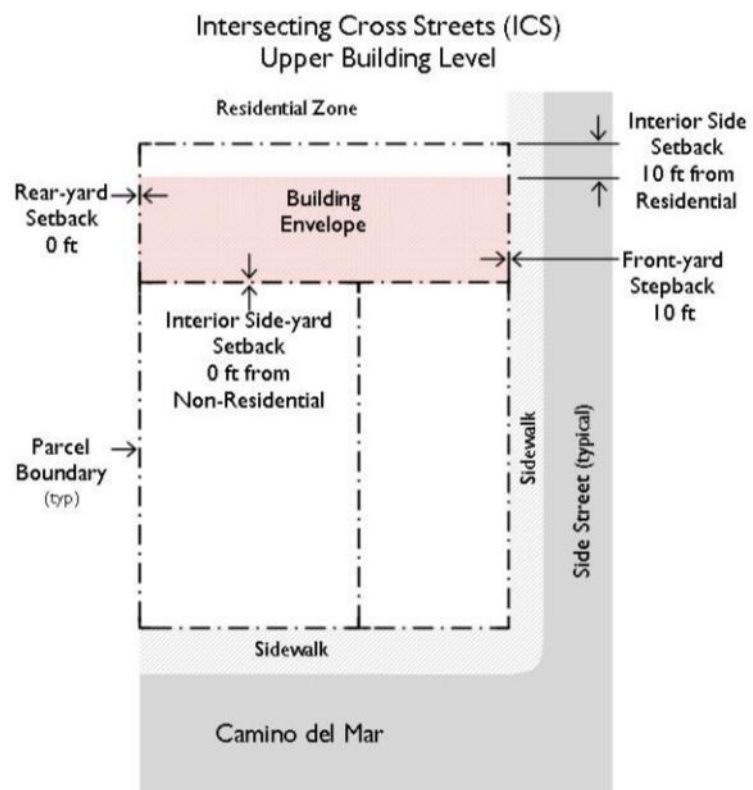 Intersecting Cross Streets (ICS)
Upper Building Level
Residential Zone
Interior Side
Setback
10 ft from
Residential
Rear-yard
Setback
0 ft
Building
Envelope
Front-yard
Stepback
10 ft
Interior Side-yard
Setback
0 ft from
Non-Residential
Parcel
Boundary
(typ)
Sidewalk
Side Street (typical)
Sidewalk
Camino del Mar